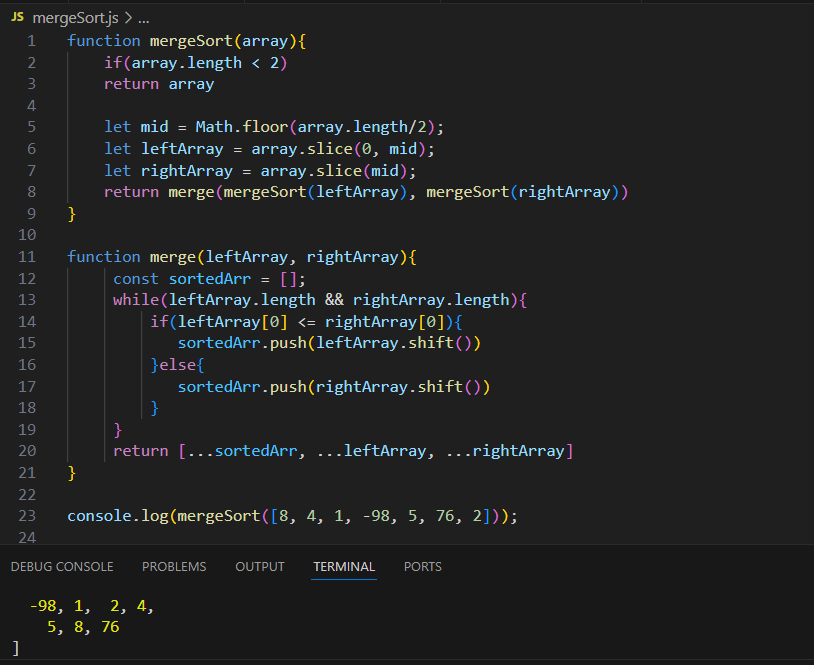 JS mergeSort.js > ...
1 function mergeSort(array){
2     if(array.length < 2)
3     return array
4
5     let mid = Math.floor(array.length/2);
6     let leftArray = array.slice(0, mid);
7     let rightArray = array.slice(mid);
8     return merge(mergeSort(leftArray), mergeSort(rightArray))
9 }
10
11 function merge(leftArray, rightArray){
12      const sortedArr = [];
13      while(leftArray.length && rightArray.length){
14          if(leftArray[0] <= rightArray[0]){
15             sortedArr.push(leftArray.shift())
16          }else{
17             sortedArr.push(rightArray.shift())
18          }
19      }
20      return [...sortedArr, ...leftArray, ...rightArray]
21 }
22
23 console.log(mergeSort([8, 4, 1, -98, 5, 76, 2]));
24
DEBUG CONSOLE PROBLEMS OUTPUT TERMINAL PORTS
  -98, 1,  2, 4,
    5, 8, 76
]